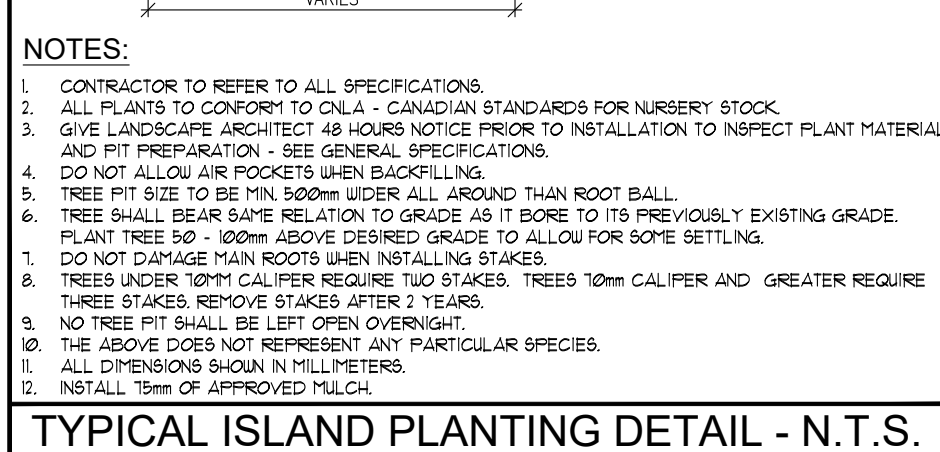 VARIES
NOTES:
1. CONTRACTOR TO REFER TO ALL SPECIFICATIONS.
2. ALL PLANTS TO CONFORM TO CNLA - CANADIAN STANDARDS FOR NURSERY STOCK.
3. GIVE LANDSCAPE ARCHITECT 48 HOURS NOTICE PRIOR TO INSTALLATION TO INSPECT PLANT MATERIAL
AND PIT PREPARATION - SEE GENERAL SPECIFICATIONS.
4. DO NOT ALLOW AIR POCKETS WHEN BACKFILLING.
5. TREE PIT SIZE TO BE MIN. 500mm WIDER ALL AROUND THAN ROOT BALL.
6. TREE SHALL BEAR SAME RELATION TO GRADE AS IT BORE TO ITS PREVIOUSLY EXISTING GRADE.
PLANT TREE 50 - 100mm ABOVE DESIRED GRADE TO ALLOW FOR SOME SETTLING.
7. DO NOT DAMAGE MAIN ROOTS WHEN INSTALLING STAKES.
8. TREES UNDER 70MM CALIPER REQUIRE TWO STAKES. TREES 70mm CALIPER AND GREATER REQUIRE
THREE STAKES. REMOVE STAKES AFTER 2 YEARS.
9. NO TREE PIT SHALL BE LEFT OPEN OVERNIGHT.
10. THE ABOVE DOES NOT REPRESENT ANY PARTICULAR SPECIES.
11. ALL DIMENSIONS SHOWN IN MILLIMETERS.
12. INSTALL 75mm OF APPROVED MULCH.
TYPICAL ISLAND PLANTING DETAIL - N.T.S.